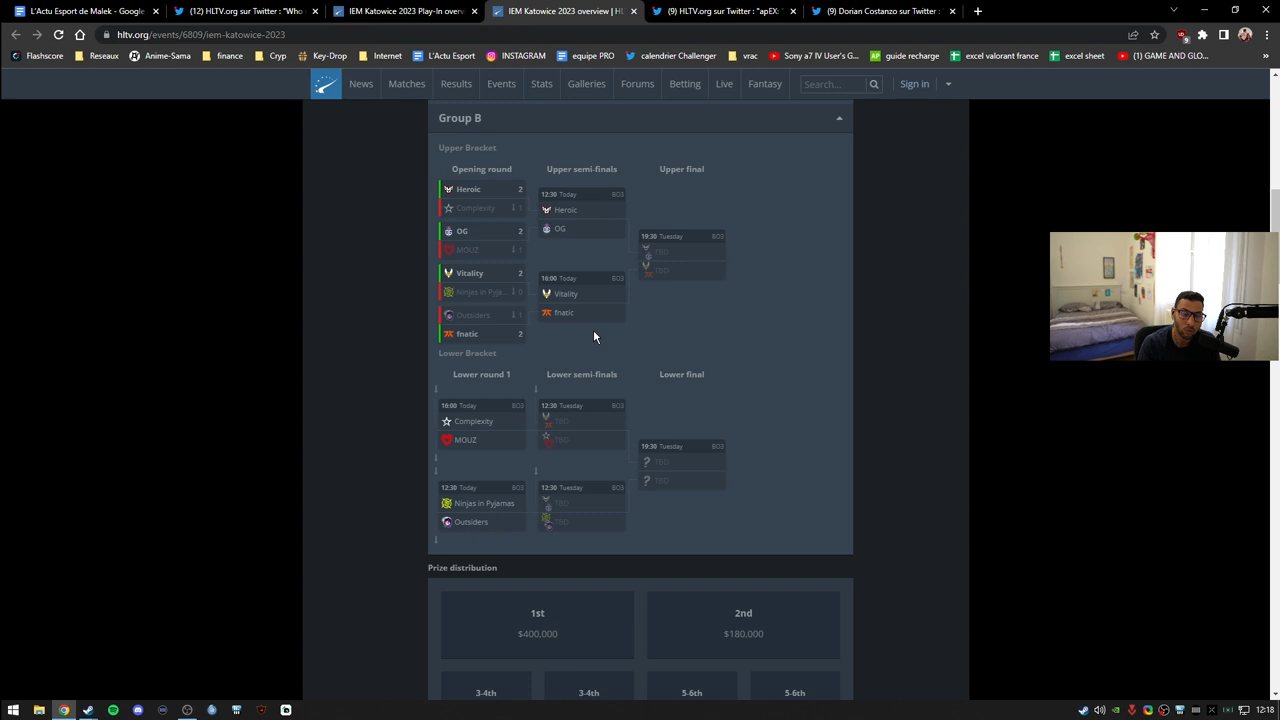 L'Actu Esport de Malek - Google
(12) HLTV.org sur Twitter : "Who
IEM Katowice 2023 Play-In overv
IEM Katowice 2023 overview | HL
(9) HLTV.org sur Twitter : "apEX:
(9) Dorian Costanzo sur Twitter :
hltv.org/events/6809/iem-katowice-2023
Flashscore Reseaux Anime-Sama finance Cryp Key-Drop Internet L'Actu Esport INSTAGRAM equipe PRO calendrier Challenger vrac Sony a7 IV User's G... guide recharge excel valorant france excel sheet (1) GAME AND GLO...
News Matches Results Events Stats Galleries Forums Betting Live Fantasy Search... Sign in
Group B
Upper Bracket
Opening round Upper semi-finals Upper final
Heroic 2
Complexity 1
OG 2
MOUZ 1
Vitality 2
Ninjas in Pyja... 0
Outsiders 1
fnatic 2
12:30 Today BO3
Heroic
OG
16:00 Today BO3
Vitality
fnatic
19:30 Tuesday BO3
TBD
TBD
Lower Bracket
Lower round 1 Lower semi-finals Lower final
16:00 Today BO3
Complexity
MOUZ
12:30 Today BO3
Ninjas in Pyjamas
Outsiders
12:30 Tuesday BO3
TBD
TBD
12:30 Tuesday BO3
TBD
TBD
19:30 Tuesday BO3
? TBD
? TBD
Prize distribution
1st
$400,000
2nd
$180,000
3-4th 3-4th 5-6th 5-6th
12:18